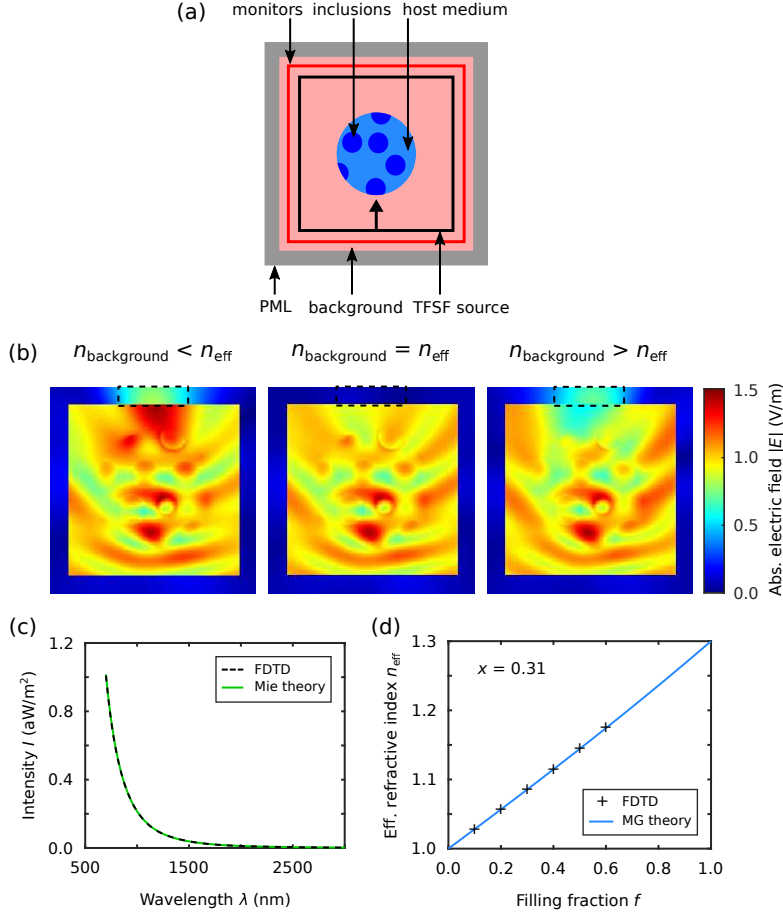 (a)
monitors inclusions host medium
PML background TFSF source
(b)
n_background < n_eff n_background = n_eff n_background > n_eff
1.5
1.0
0.5
0.0
Abs. electric field |E| (V/m)
(c)
1.2
0.8
0.4
0.0
Intensity I (aW/m²)
FDTD
Mie theory
500 1500 2500
Wavelength λ (nm)
(d)
1.3
1.2
1.1
1.0
Eff. refractive index n_eff
x = 0.31
FDTD
MG theory
0.0 0.2 0.4 0.6 0.8 1.0
Filling fraction f